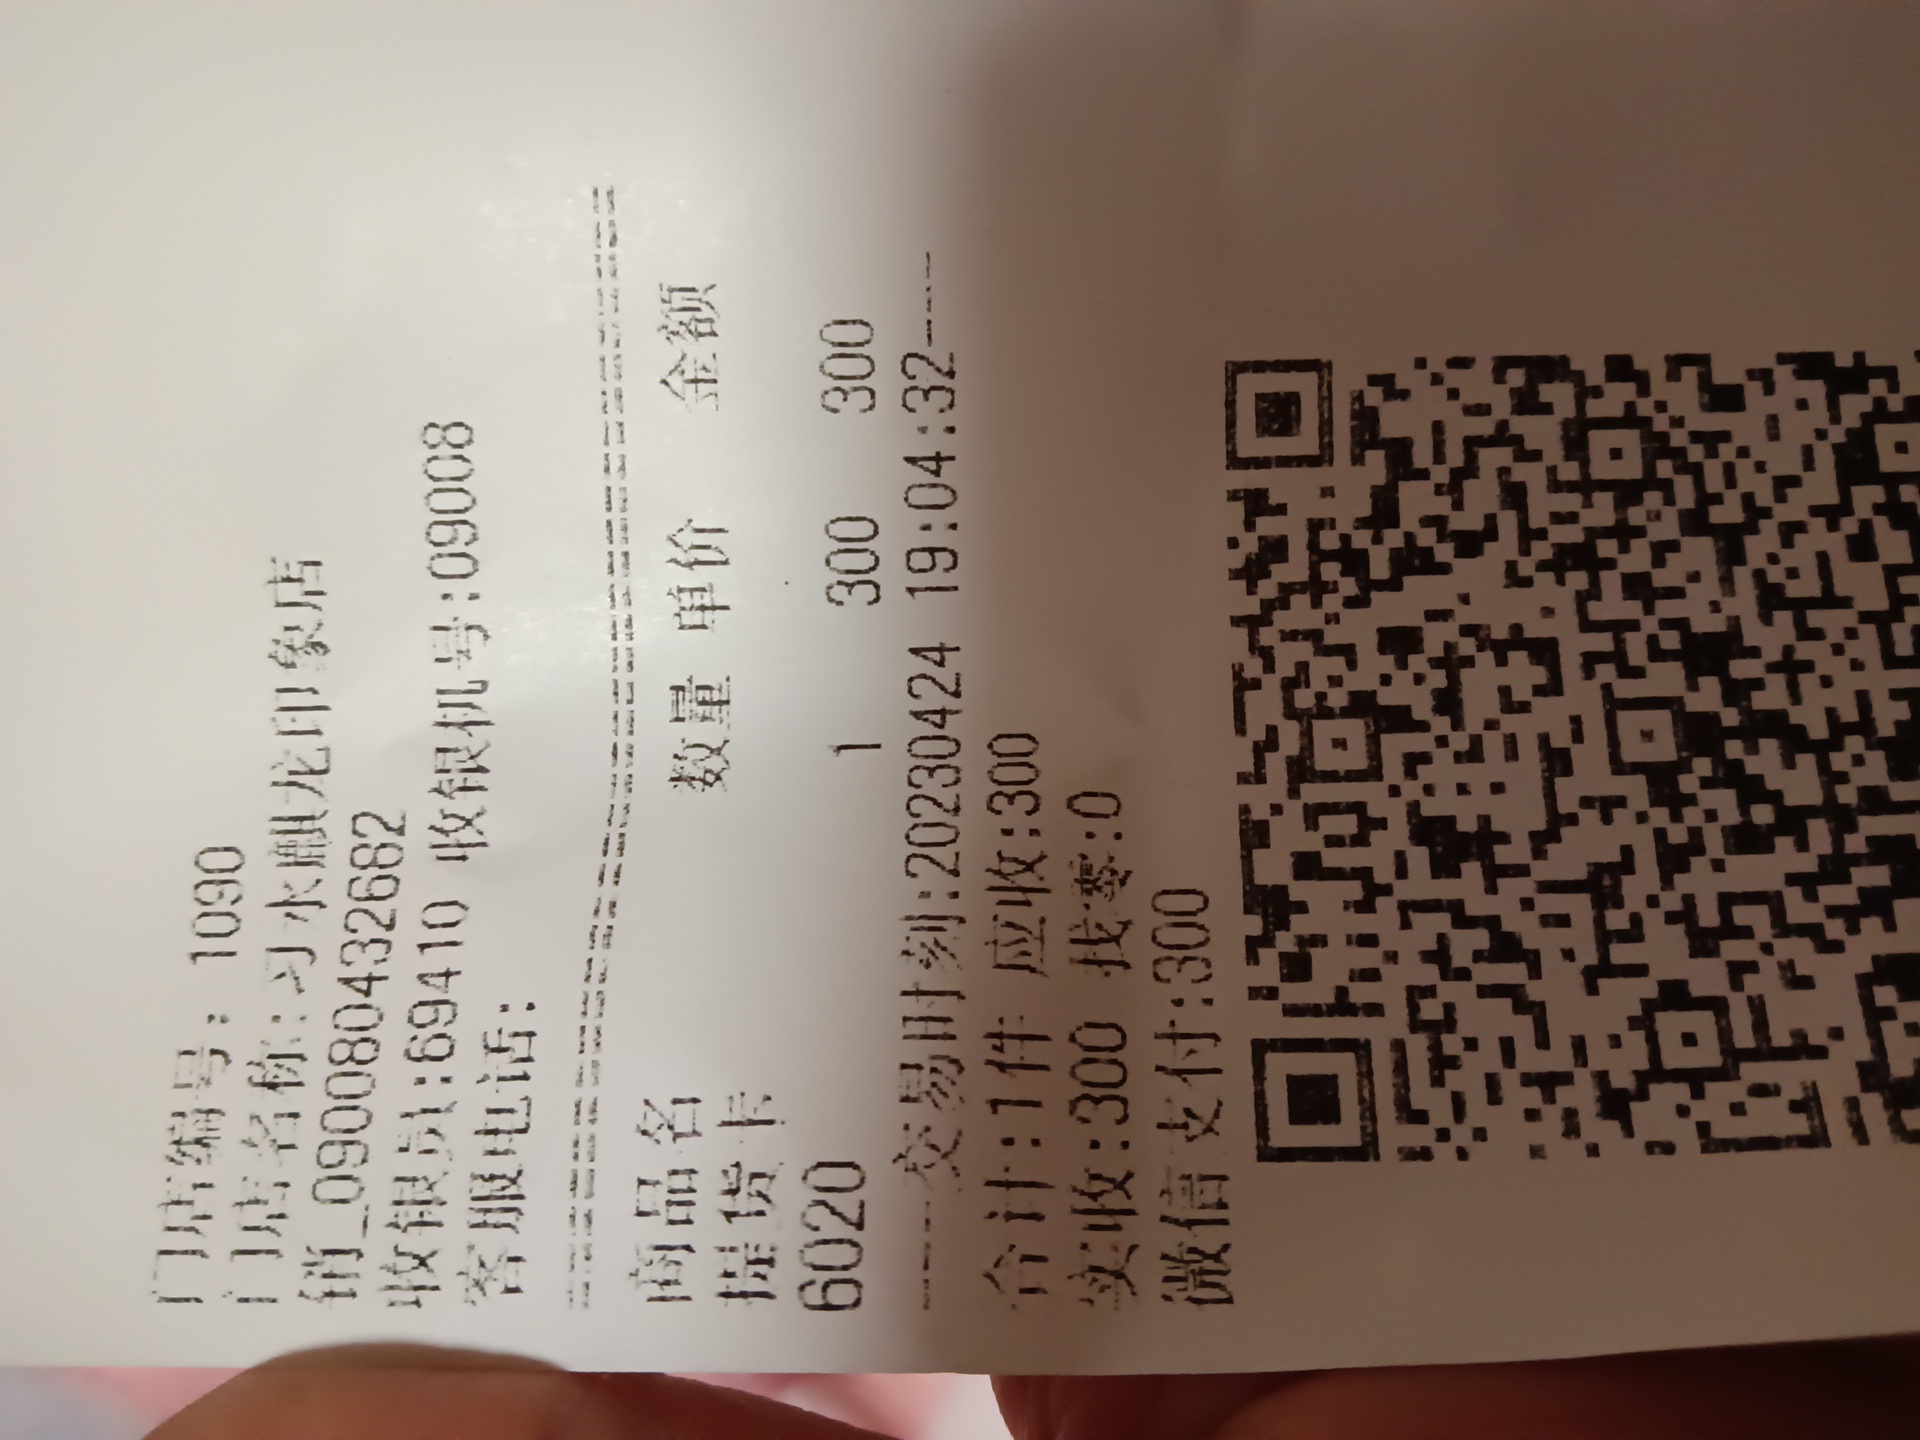 门店编号: 1090
门店名称:习水麒龙印象店
销_090080432682
收银员:69410 收银机号:09008
客服电话:
商品名 数量 单价 金额
提货卡
6020 1 300 300
----交易时刻:20230424 19:04:32----
合计:1件 应收:300
实收:300 找零:0
微信支付:300